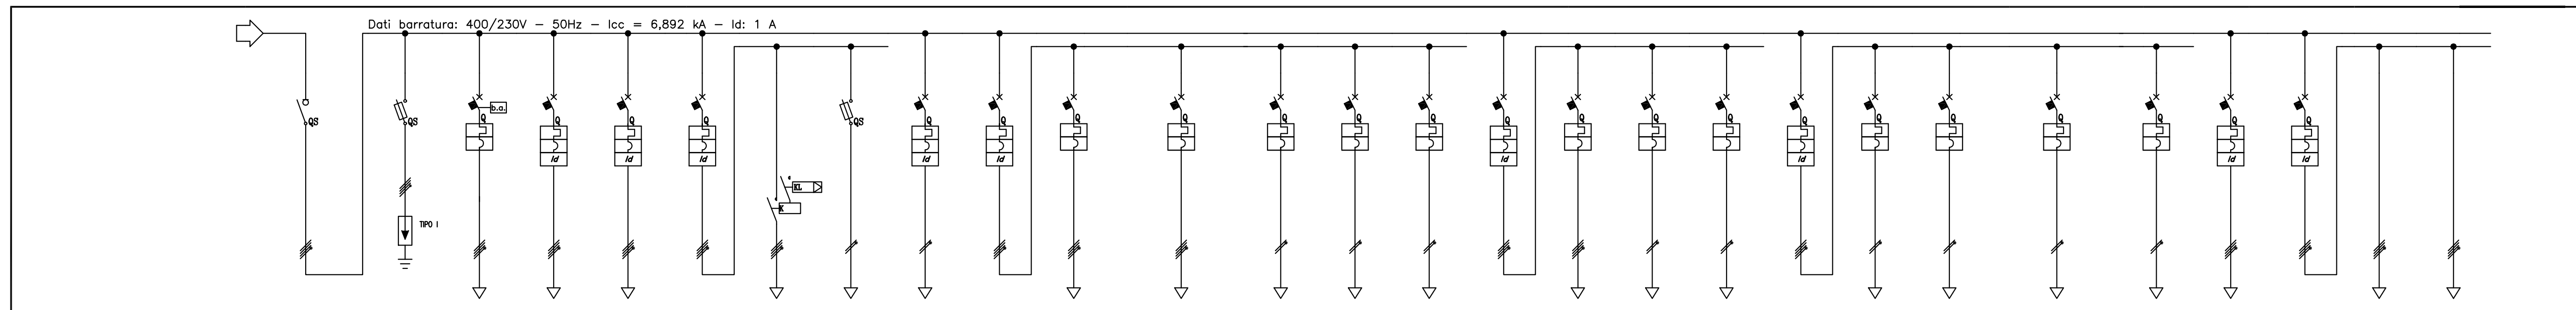 Dati barratura: 400/230V – 50Hz – Icc = 6,892 kA – Id: 1 A
b.a.
QS QS Q Q Q Q QS Q Q Q Q Q Q Q Q Q Q Q Q Q Q Q Q Q Q
Id Id Id Id Id Id Id Id Id
KL
K
TIPO I